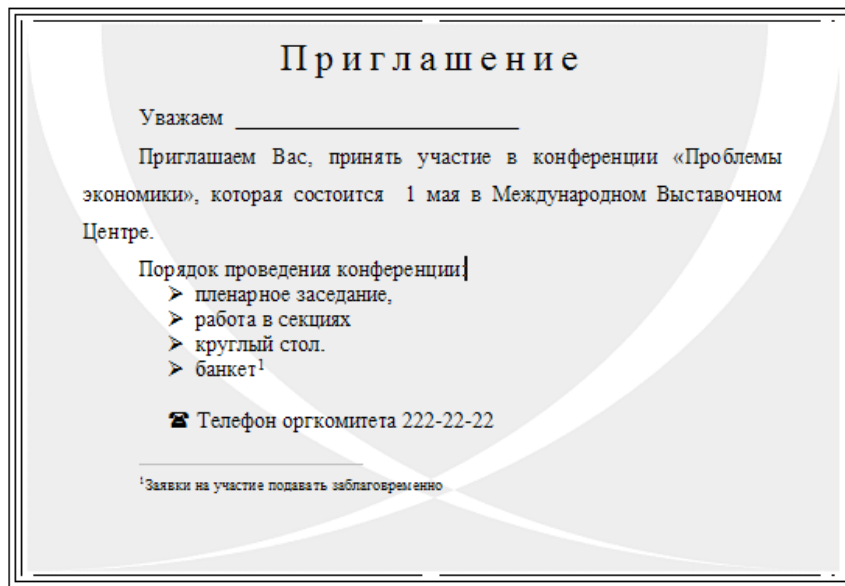 Приглашение
Уважаем ____________________________
Приглашаем Вас, принять участие в конференции «Проблемы
экономики», которая состоится 1 мая в Международном Выставочном
Центре.
Порядок проведения конференции:
➢ пленарное заседание,
➢ работа в секциях
➢ круглый стол.
➢ банкет¹
☎ Телефон оргкомитета 222-22-22
¹Заявки на участие подавать заблаговременно